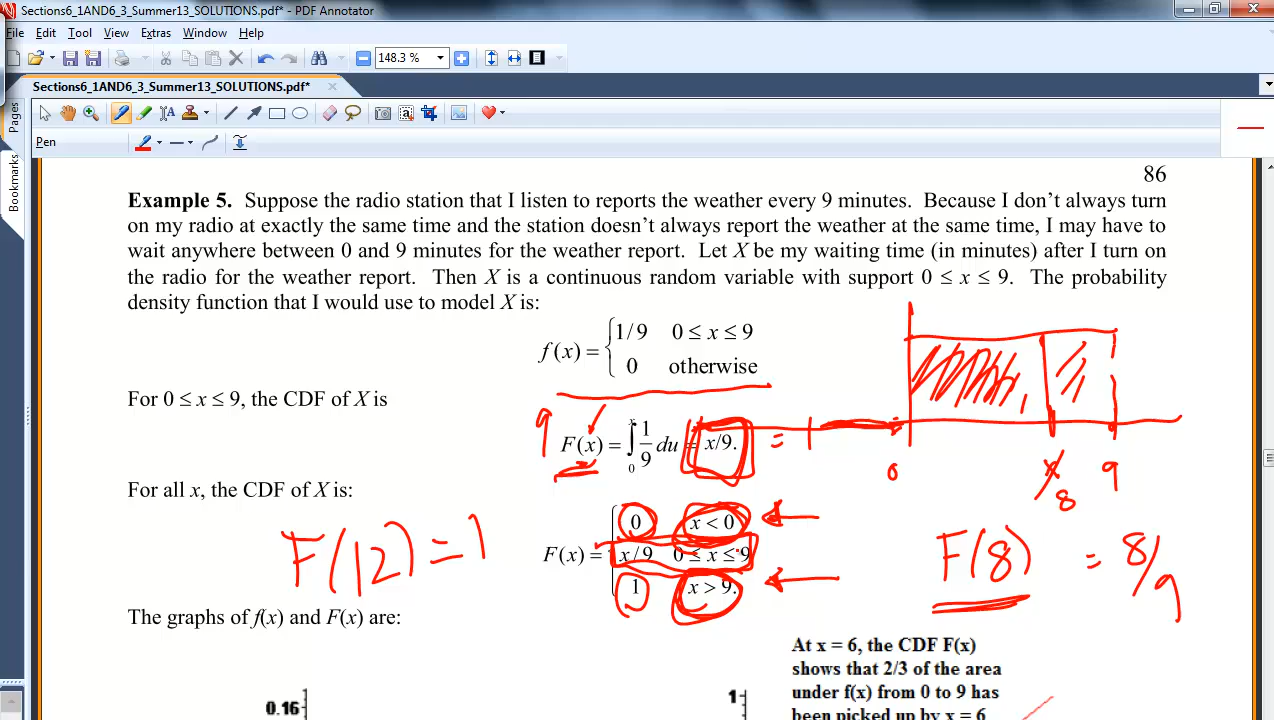 Sections6_1AND6_3_Summer13_SOLUTIONS.pdf* - PDF Annotator
File Edit Tool View Extras Window Help
148.3 %
Sections6_1AND6_3_Summer13_SOLUTIONS.pdf*
Pages
Bookmarks
Pen
86
Example 5. Suppose the radio station that I listen to reports the weather every 9 minutes. Because I don't always turn
on my radio at exactly the same time and the station doesn't always report the weather at the same time, I may have to
wait anywhere between 0 and 9 minutes for the weather report. Let X be my waiting time (in minutes) after I turn on
the radio for the weather report. Then X is a continuous random variable with support 0 ≤ x ≤ 9. The probability
density function that I would use to model X is:
f(x) = { 1/9 0 ≤ x ≤ 9
0 otherwise
For 0 ≤ x ≤ 9, the CDF of X is
9 F(x) = ∫ₓ₀ 1/9 du = x/9. = 1
0 x 9
8
For all x, the CDF of X is:
F(x) = { 0 x < 0
x/9 0 ≤ x ≤ 9
1 x > 9.
F(12) = 1
F(8) = 8/9
The graphs of f(x) and F(x) are:
At x = 6, the CDF F(x)
shows that 2/3 of the area
under f(x) from 0 to 9 has
been picked up by x = 6
0.16
1